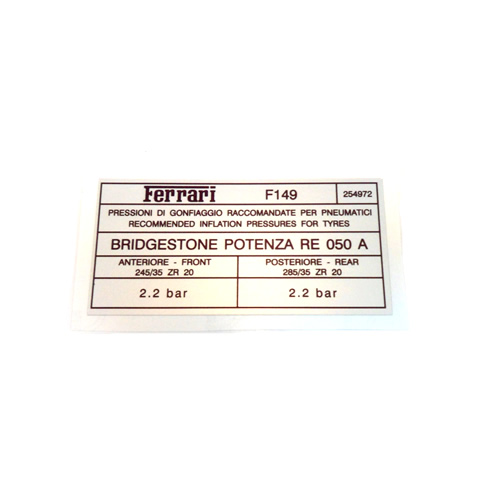 Ferrari F149 254972
PRESSIONI DI GONFIAGGIO RACCOMANDATE PER PNEUMATICI
RECOMMENDED INFLATION PRESSURES FOR TYRES
BRIDGESTONE POTENZA RE 050 A
ANTERIORE - FRONT POSTERIORE - REAR
245/35 ZR 20 285/35 ZR 20
2.2 bar 2.2 bar